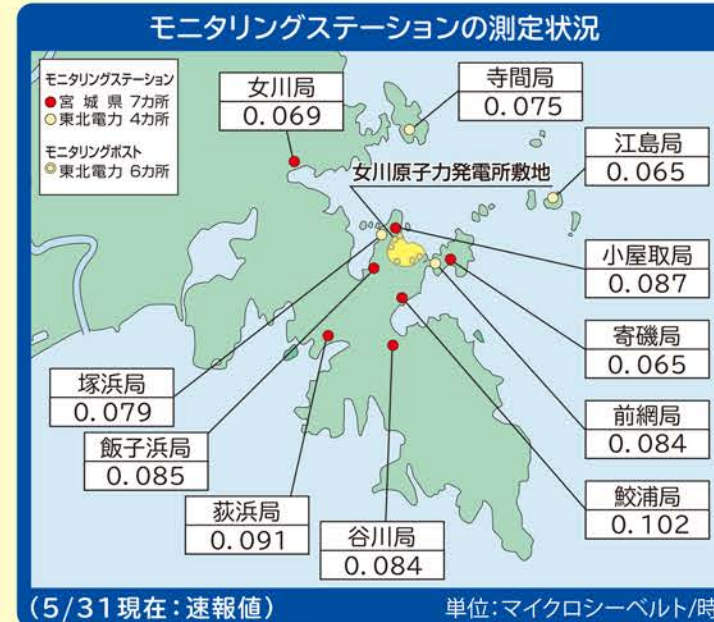 モニタリングステーションの測定状況
モニタリングステーション
宮城県 7カ所
東北電力 4カ所
モニタリングポスト
東北電力 6カ所
女川局
0.069
寺間局
0.075
江島局
0.065
女川原子力発電所敷地
小屋取局
0.087
寄磯局
0.065
前網局
0.084
鮫浦局
0.102
塚浜局
0.079
飯子浜局
0.085
荻浜局
0.091
谷川局
0.084
(5/31現在:速報値)
単位:マイクロシーベルト/時